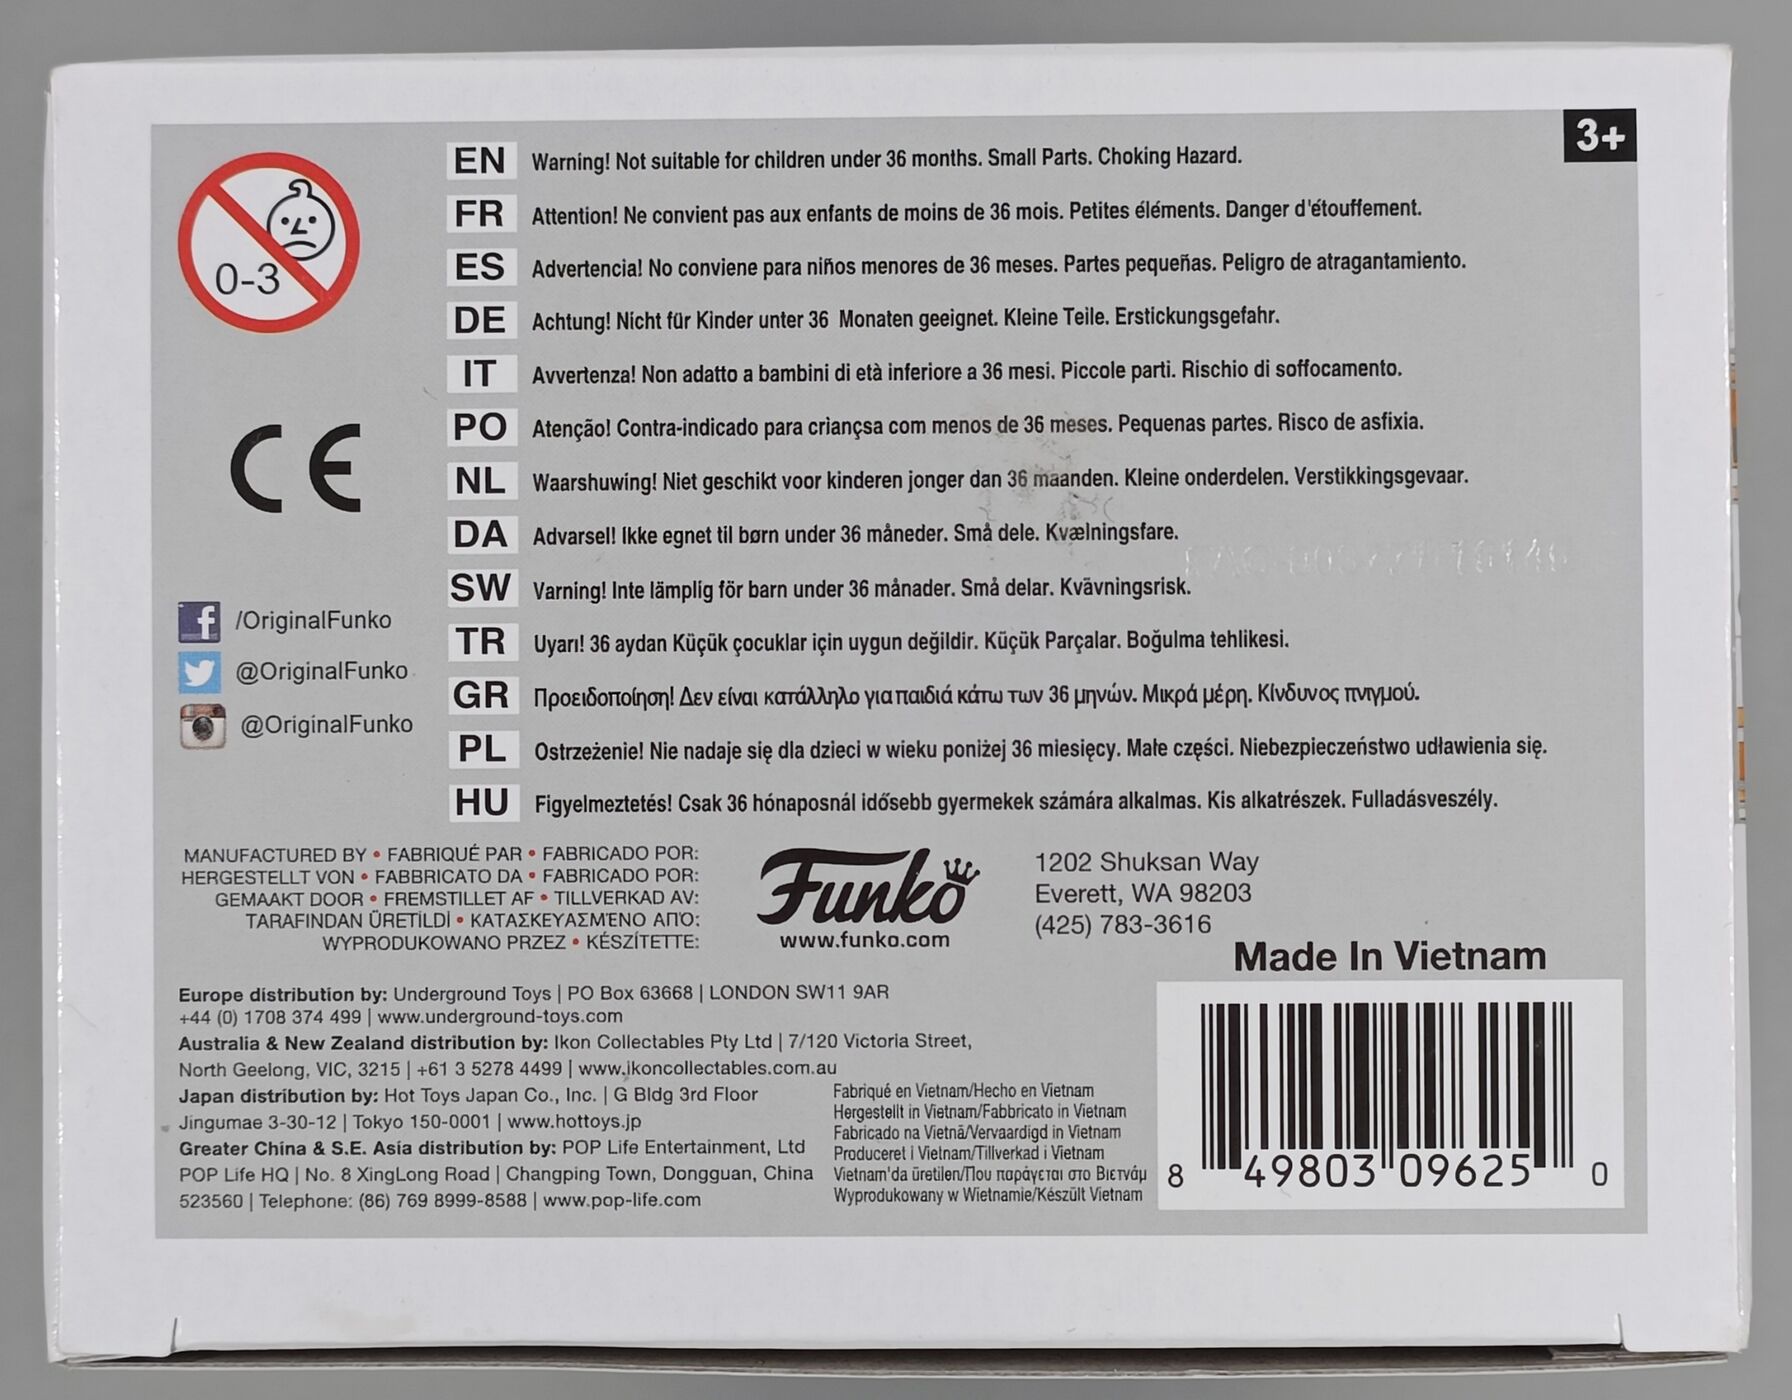 3+
0-3
EN Warning! Not suitable for children under 36 months. Small Parts. Choking Hazard.
FR Attention! Ne convient pas aux enfants de moins de 36 mois. Petites éléments. Danger d'étouffement.
ES Advertencia! No conviene para niños menores de 36 meses. Partes pequeñas. Peligro de atragantamiento.
DE Achtung! Nicht für Kinder unter 36 Monaten geeignet. Kleine Teile. Erstickungsgefahr.
IT Avvertenza! Non adatto a bambini di età inferiore a 36 mesi. Piccole parti. Rischio di soffocamento.
PO Atenção! Contra-indicado para criançsa com menos de 36 meses. Pequenas partes. Risco de asfixia.
NL Waarshuwing! Niet geschikt voor kinderen jonger dan 36 maanden. Kleine onderdelen. Verstikkingsgevaar.
DA Advarsel! Ikke egnet til børn under 36 måneder. Små dele. Kvælningsfare.
SW Varning! Inte lämplig för barn under 36 månader. Små delar. Kvävningsrisk.
TR Uyarı! 36 aydan Küçük çocuklar için uygun değildir. Küçük Parçalar. Boğulma tehlikesi.
GR Προειδοποίηση! Δεν είναι κατάλληλο για παιδιά κάτω των 36 μηνών. Μικρά μέρη. Κίνδυνος πνιγμού.
PL Ostrzeżenie! Nie nadaje się dla dzieci w wieku poniżej 36 miesięcy. Małe części. Niebezpieczeństwo udławienia się.
HU Figyelmeztetés! Csak 36 hónaposnál idősebb gyermekek számára alkalmas. Kis alkatrészek. Fulladásveszély.
CE
/OriginalFunko
@OriginalFunko
@OriginalFunko
MANUFACTURED BY • FABRIQUÉ PAR • FABRICADO POR:
HERGESTELLT VON • FABBRICATO DA • FABRICADO POR:
GEMAAKT DOOR • FREMSTILLET AF • TILLVERKAD AV:
TARAFINDAN ÜRETİLDİ • ΚΑΤΑΣΚΕΥΑΣΜΈΝΟ ΑΠΌ:
WYPRODUKOWANO PRZEZ • KÉSZÍTETTE:
Funko
www.funko.com
1202 Shuksan Way
Everett, WA 98203
(425) 783-3616
Made In Vietnam
Europe distribution by: Underground Toys | PO Box 63668 | LONDON SW11 9AR
+44 (0) 1708 374 499 | www.underground-toys.com
Australia & New Zealand distribution by: Ikon Collectables Pty Ltd | 7/120 Victoria Street,
North Geelong, VIC, 3215 | +61 3 5278 4499 | www.ikoncollectables.com.au
Japan distribution by: Hot Toys Japan Co., Inc. | G Bldg 3rd Floor
Jingumae 3-30-12 | Tokyo 150-0001 | www.hottoys.jp
Greater China & S.E. Asia distribution by: POP Life Entertainment, Ltd
POP Life HQ | No. 8 XingLong Road | Changping Town, Dongguan, China
523560 | Telephone: (86) 769 8999-8588 | www.pop-life.com
Fabriqué en Vietnam/Hecho en Vietnam
Hergestellt in Vietnam/Fabbricato in Vietnam
Fabricado na Vietnã/Vervaardigd in Vietnam
Produceret i Vietnam/Tillverkad i Vietnam
Vietnam'da üretilen/Που παράγεται στο Βιετνάμ
Wyprodukowany w Wietnamie/Készült Vietnam
8 49803 09625 0